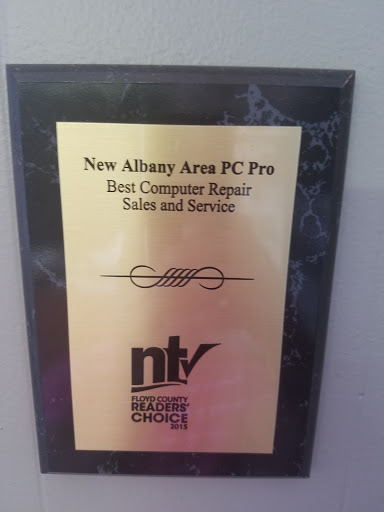 New Albany Area PC Pro
Best Computer Repair
Sales and Service
ntv
FLOYD COUNTY
READERS'
CHOICE
2015